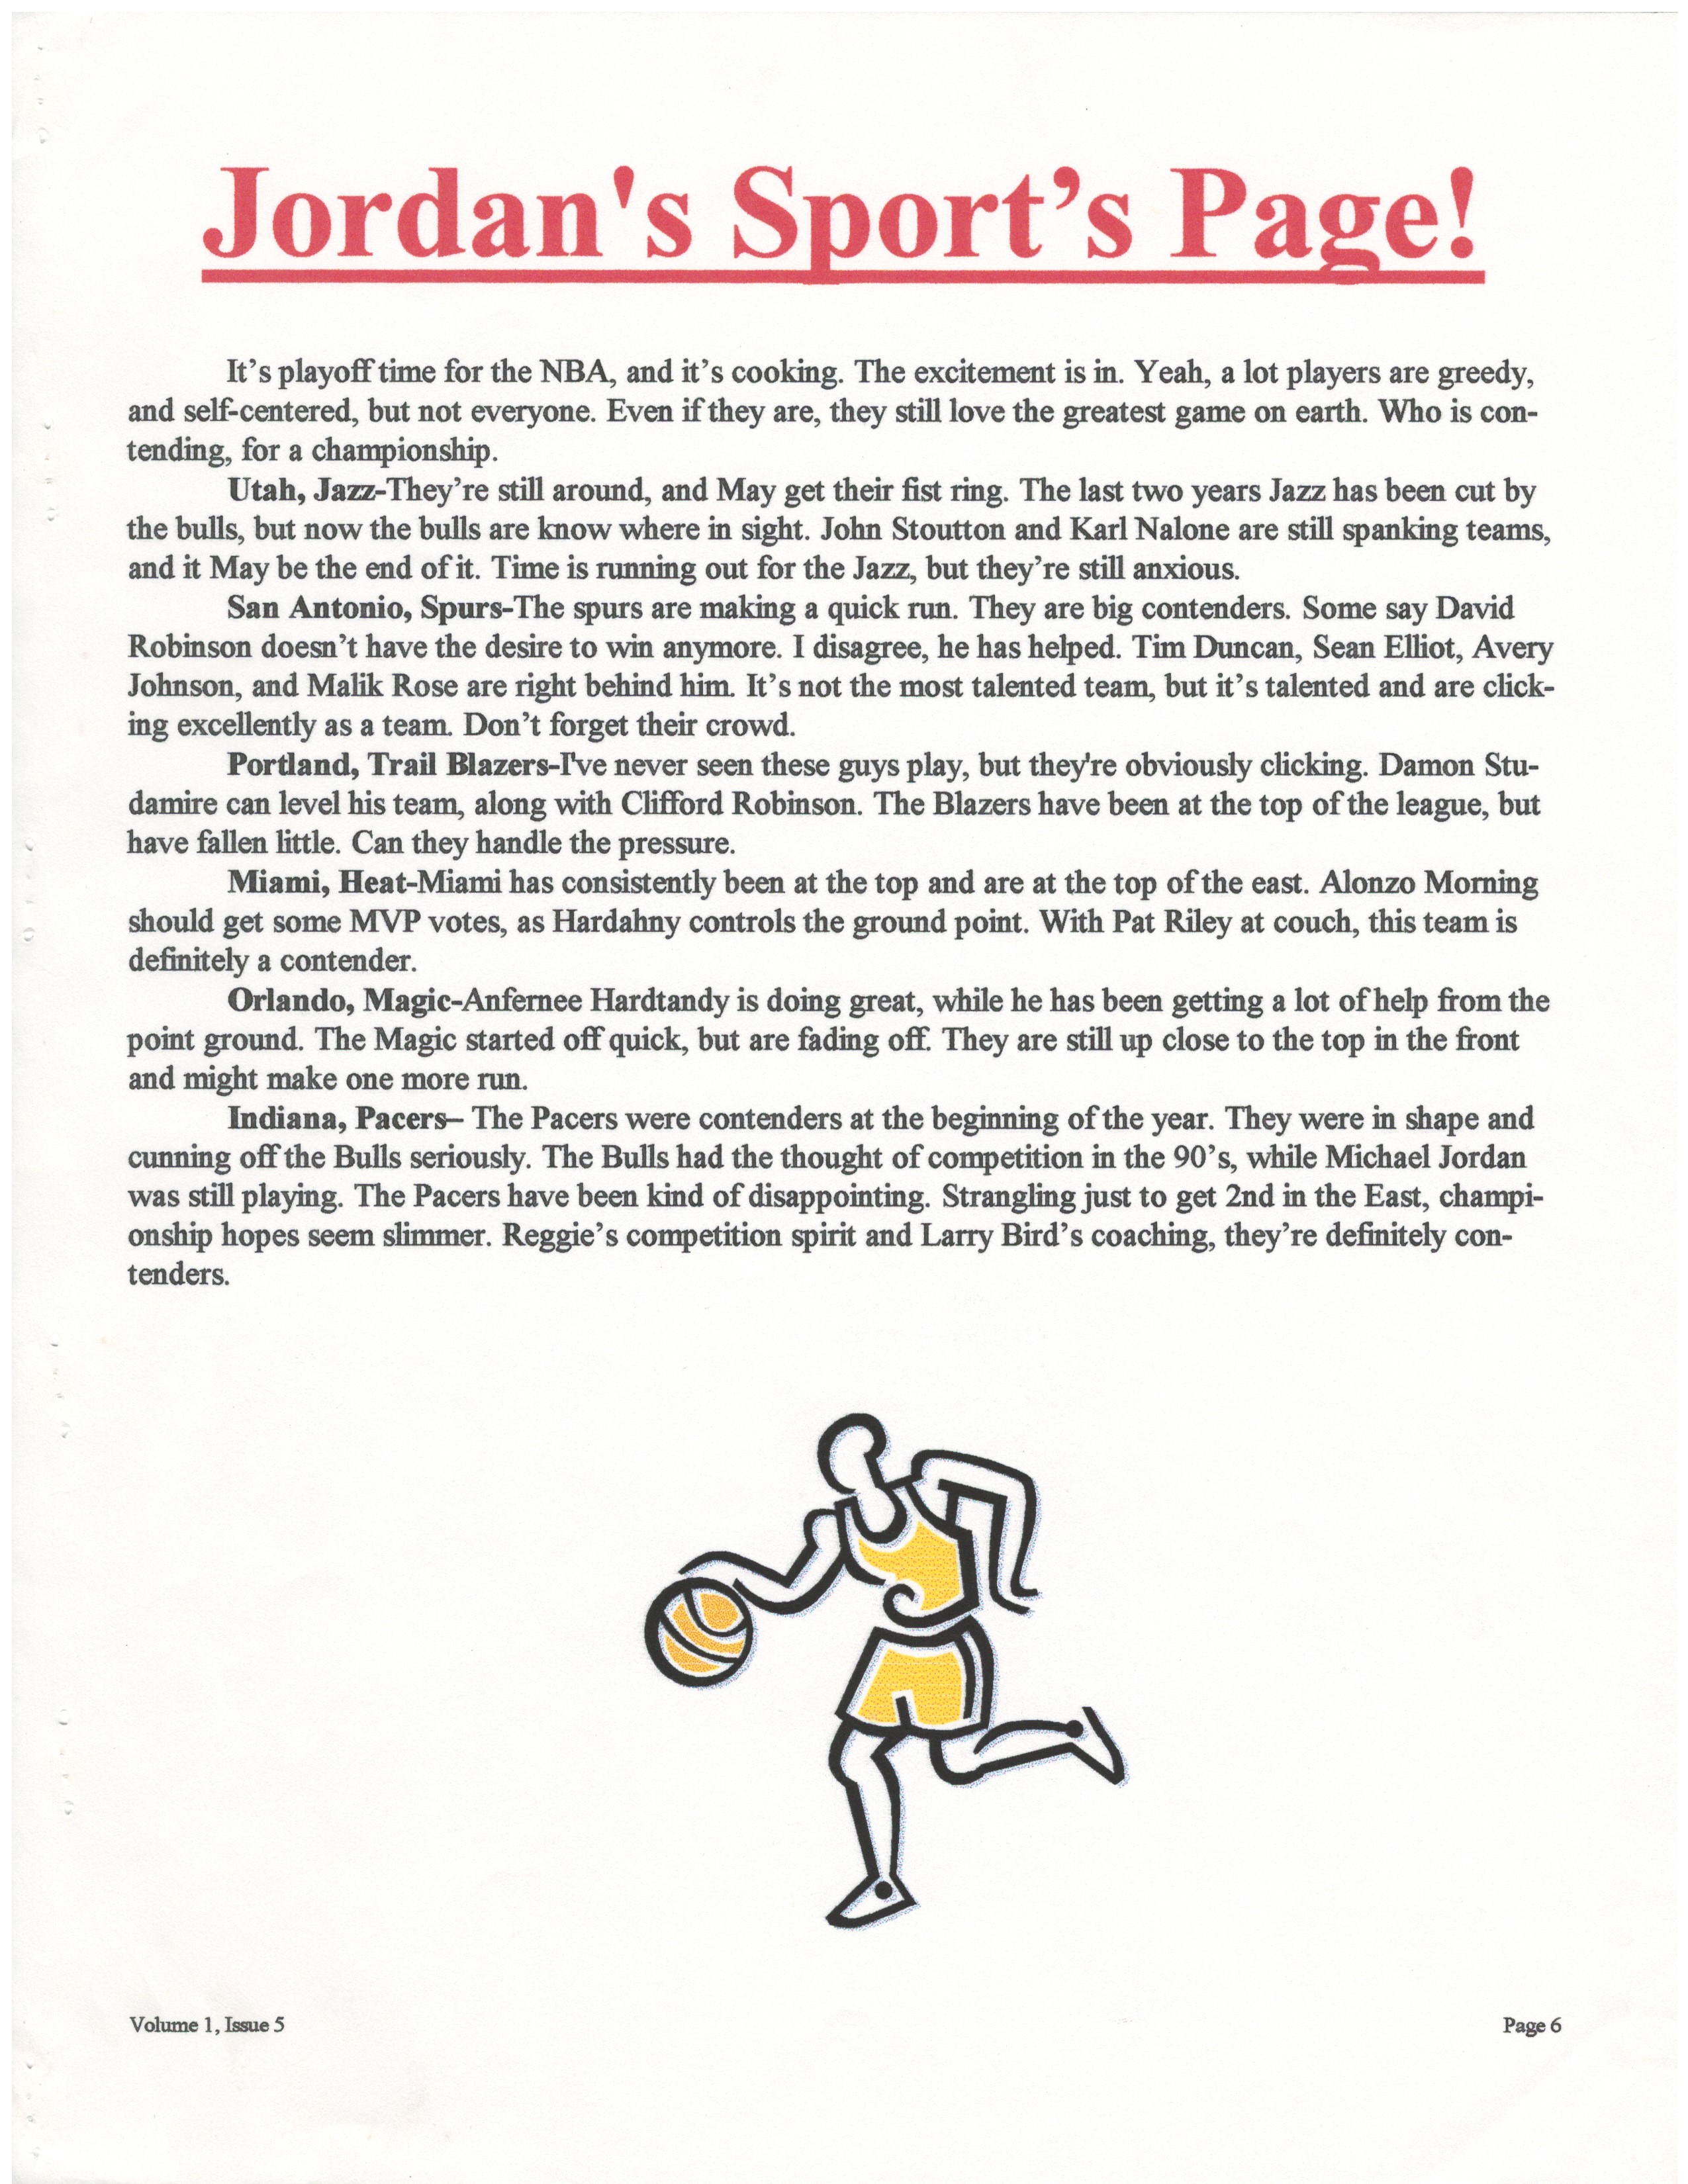 Jordan's Sport's Page!
It's playoff time for the NBA, and it's cooking. The excitement is in. Yeah, a lot players are greedy,
and self-centered, but not everyone. Even if they are, they still love the greatest game on earth. Who is con-
tending, for a championship.
Utah, Jazz-They're still around, and May get their fist ring. The last two years Jazz has been cut by
the bulls, but now the bulls are know where in sight. John Stoutton and Karl Nalone are still spanking teams,
and it May be the end of it. Time is running out for the Jazz, but they're still anxious.
San Antonio, Spurs-The spurs are making a quick run. They are big contenders. Some say David
Robinson doesn't have the desire to win anymore. I disagree, he has helped. Tim Duncan, Sean Elliot, Avery
Johnson, and Malik Rose are right behind him. It's not the most talented team, but it's talented and are click-
ing excellently as a team. Don't forget their crowd.
Portland, Trail Blazers-I've never seen these guys play, but they're obviously clicking. Damon Stu-
damire can level his team, along with Clifford Robinson. The Blazers have been at the top of the league, but
have fallen little. Can they handle the pressure.
Miami, Heat-Miami has consistently been at the top and are at the top of the east. Alonzo Morning
should get some MVP votes, as Hardahny controls the ground point. With Pat Riley at couch, this team is
definitely a contender.
Orlando, Magic-Anfernee Hardtandy is doing great, while he has been getting a lot of help from the
point ground. The Magic started off quick, but are fading off. They are still up close to the top in the front
and might make one more run.
Indiana, Pacers– The Pacers were contenders at the beginning of the year. They were in shape and
cunning off the Bulls seriously. The Bulls had the thought of competition in the 90's, while Michael Jordan
was still playing. The Pacers have been kind of disappointing. Strangling just to get 2nd in the East, champi-
onship hopes seem slimmer. Reggie's competition spirit and Larry Bird's coaching, they're definitely con-
tenders.
Volume 1, Issue 5
Page 6